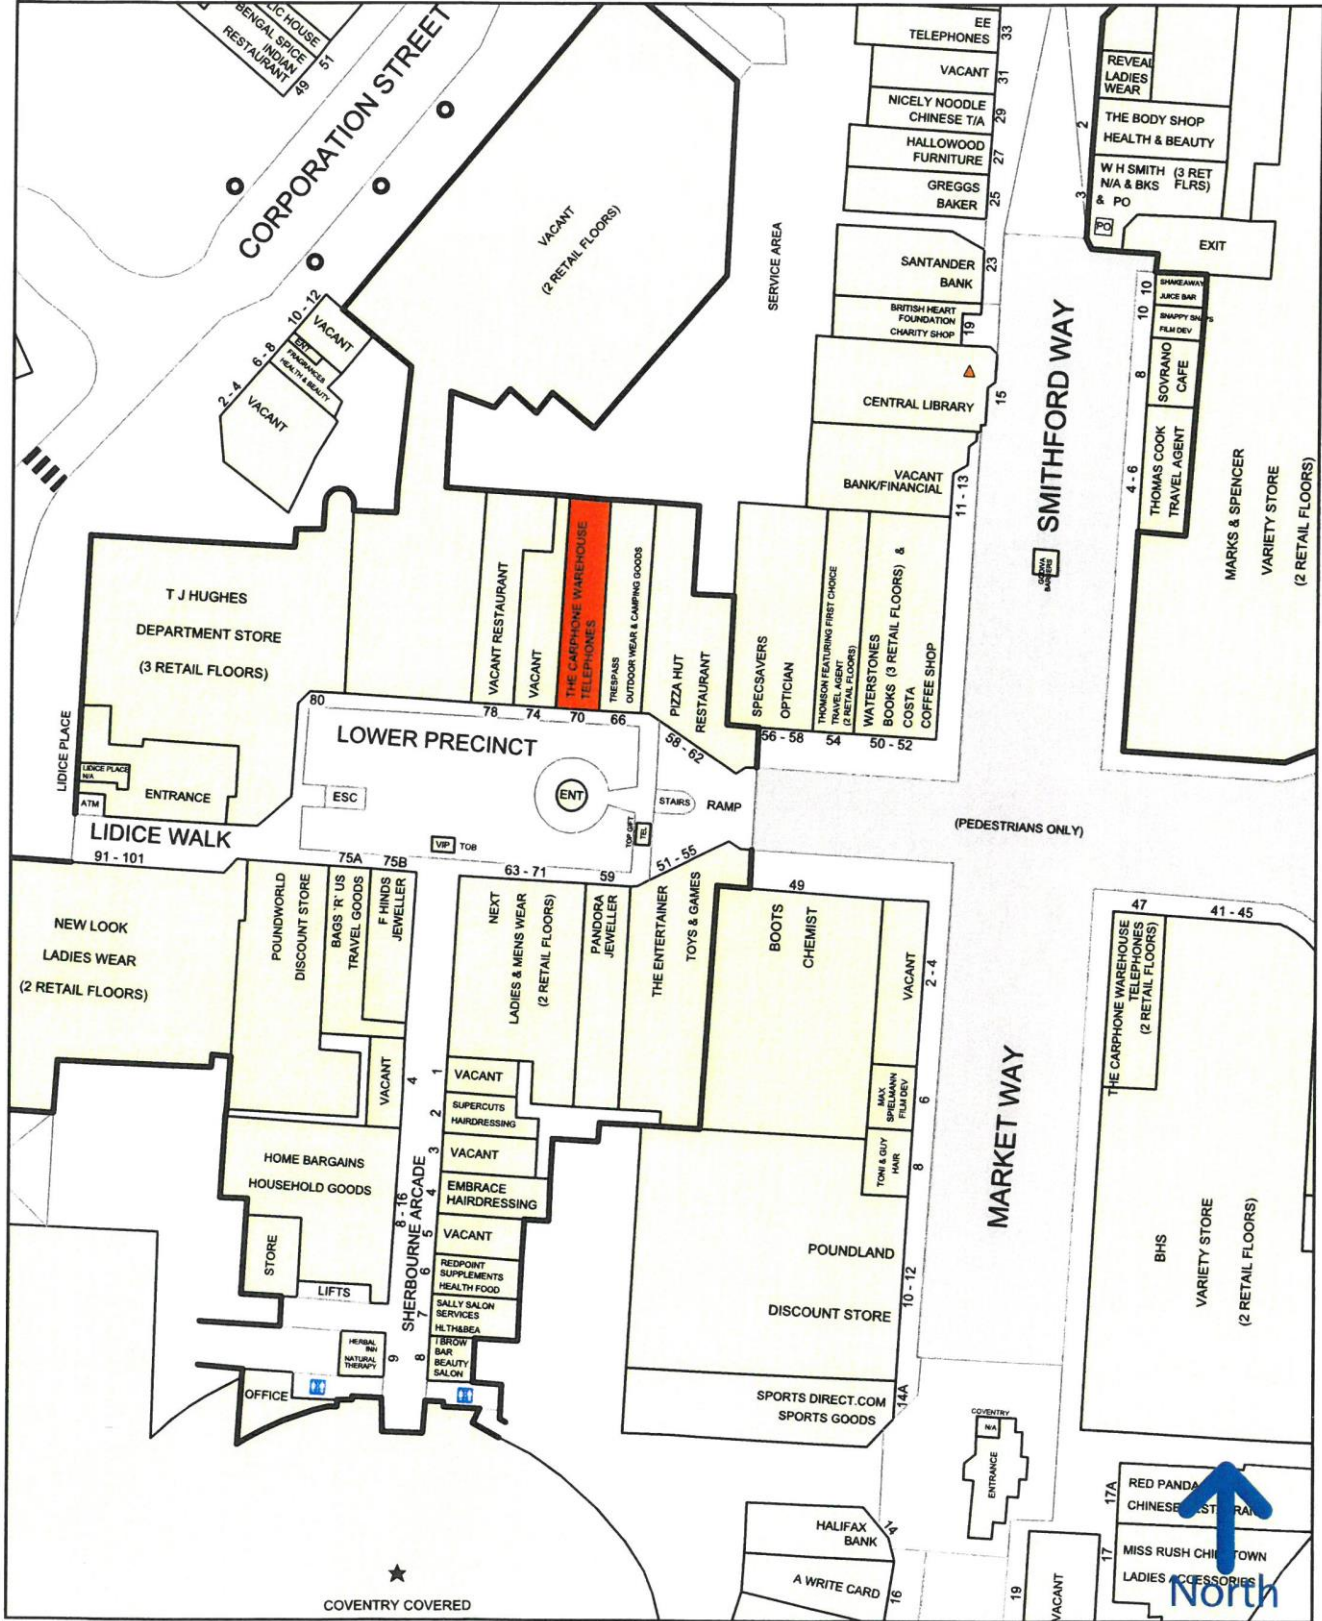 LIC HOUSE
BENGAL SPICE
INDIAN
RESTAURANT
51
49
CORPORATION STREET
EE
TELEPHONES
33
VACANT
31
NICELY NOODLE
CHINESE T/A
29
HALLOWOOD
FURNITURE
27
GREGGS
BAKER
25
REVEAL
LADIES
WEAR
2
THE BODY SHOP
HEALTH & BEAUTY
W H SMITH (3 RET
N/A & BKS FLRS)
& PO
3
PO
EXIT
VACANT
(2 RETAIL FLOORS)
SERVICE AREA
SANTANDER
BANK
23
BRITISH HEART
FOUNDATION
CHARITY SHOP
19
CENTRAL LIBRARY
15
VACANT
BANK/FINANCIAL
11 - 13
SMITHFORD WAY
10
SHAKEAWAY
JUICE BAR
10
SNAPPY SNAPS
FILM DEV
8
SOVRANO
CAFE
4 - 6
THOMAS COOK
TRAVEL AGENT
MARKS & SPENCER
VARIETY STORE
(2 RETAIL FLOORS)
GODIVA
BARBERS
10 - 12
VACANT
ENT
6 - 8
FRAGRANCES
HEALTH & BEAUTY
2 - 4
VACANT
T J HUGHES
DEPARTMENT STORE
(3 RETAIL FLOORS)
80
VACANT RESTAURANT
78
VACANT
74
THE CARPHONE WAREHOUSE
TELEPHONES
70
TRESPASS
OUTDOOR WEAR & CAMPING GOODS
66
PIZZA HUT
RESTAURANT
58 - 62
SPECSAVERS
OPTICIAN
56 - 58
THOMSON FEATURING FIRST CHOICE
TRAVEL AGENT
(2 RETAIL FLOORS)
54
WATERSTONES
BOOKS (3 RETAIL FLOORS) &
COSTA
COFFEE SHOP
50 - 52
LOWER PRECINCT
LIDICE PLACE
LIDICE PLACE
N/A
ENTRANCE
ATM
ESC
ENT
STAIRS
RAMP
TOP GIFT
TEL
VIP
TOB
(PEDESTRIANS ONLY)
LIDICE WALK
91 - 101
75A
75B
63 - 71
59
51 - 55
49
47
41 - 45
NEW LOOK
LADIES WEAR
(2 RETAIL FLOORS)
POUNDWORLD
DISCOUNT STORE
BAGS 'R' US
TRAVEL GOODS
F HINDS
JEWELLER
NEXT
LADIES & MENS WEAR
(2 RETAIL FLOORS)
PANDORA
JEWELLER
THE ENTERTAINER
TOYS & GAMES
BOOTS
CHEMIST
VACANT
2 - 4
THE CARPHONE WAREHOUSE
TELEPHONES
(2 RETAIL FLOORS)
VACANT
4
1
VACANT
2
SUPERCUTS
HAIRDRESSING
3
VACANT
4
EMBRACE
HAIRDRESSING
5
VACANT
6
REDPOINT
SUPPLEMENTS
HEALTH FOOD
7
SALLY SALON
SERVICES
HLTH&BEA
8
I BROW
BAR
BEAUTY
SALON
MAX
SPIELMANN
FILM DEV
6
TONI & GUY
HAIR
8
MARKET WAY
HOME BARGAINS
HOUSEHOLD GOODS
8 - 16
SHERBOURNE ARCADE
STORE
LIFTS
HERBAL
INN
NATURAL
THERAPY
9
OFFICE
POUNDLAND
DISCOUNT STORE
10 - 12
BHS
VARIETY STORE
(2 RETAIL FLOORS)
SPORTS DIRECT.COM
SPORTS GOODS
14A
COVENTRY
N/A
ENTRANCE
HALIFAX
BANK
14
A WRITE CARD
16
19
VACANT
17A
RED PANDA
CHINESE RESTAURANT
17
MISS RUSH CHINATOWN
LADIES ACCESSORIES
North
COVENTRY COVERED